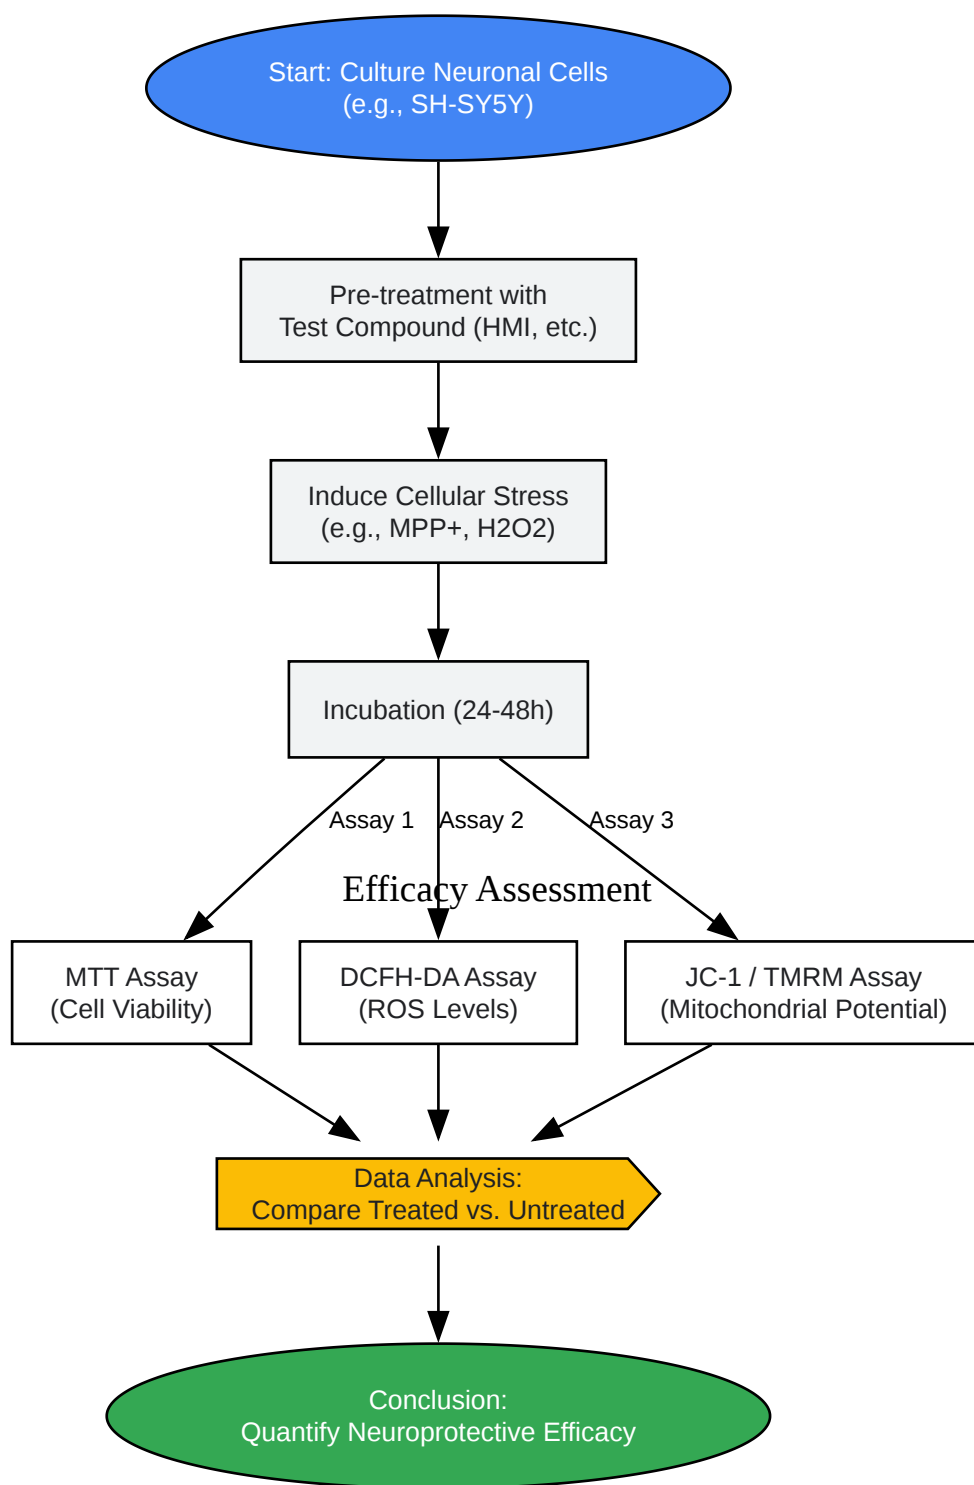 Start: Culture Neuronal Cells
(e.g., SH-SY5Y)
Pre-treatment with
Test Compound (HMI, etc.)
Induce Cellular Stress
(e.g., MPP+, H2O2)
Incubation (24-48h)
Assay 1
Assay 2
Assay 3
Efficacy Assessment
MTT Assay
(Cell Viability)
DCFH-DA Assay
(ROS Levels)
JC-1 / TMRM Assay
(Mitochondrial Potential)
Data Analysis:
Compare Treated vs. Untreated
Conclusion:
Quantify Neuroprotective Efficacy